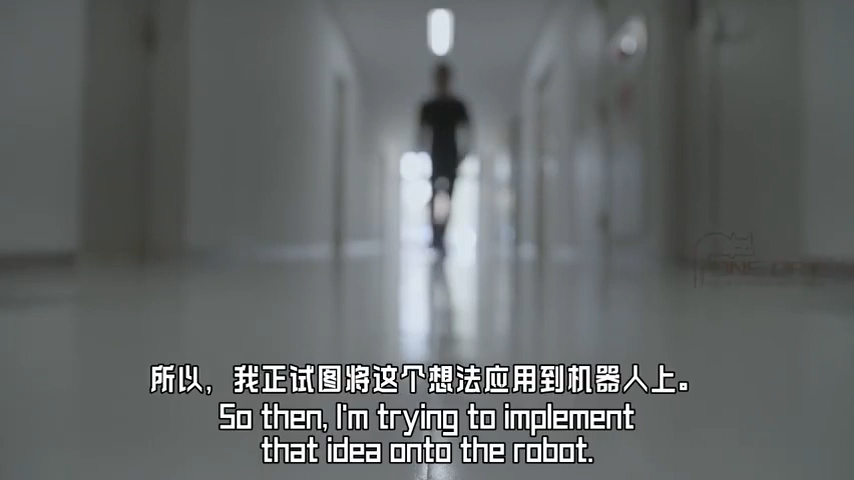 所以，我正试图将这个想法应用到机器人上。
So then, I'm trying to implement
that idea onto the robot.